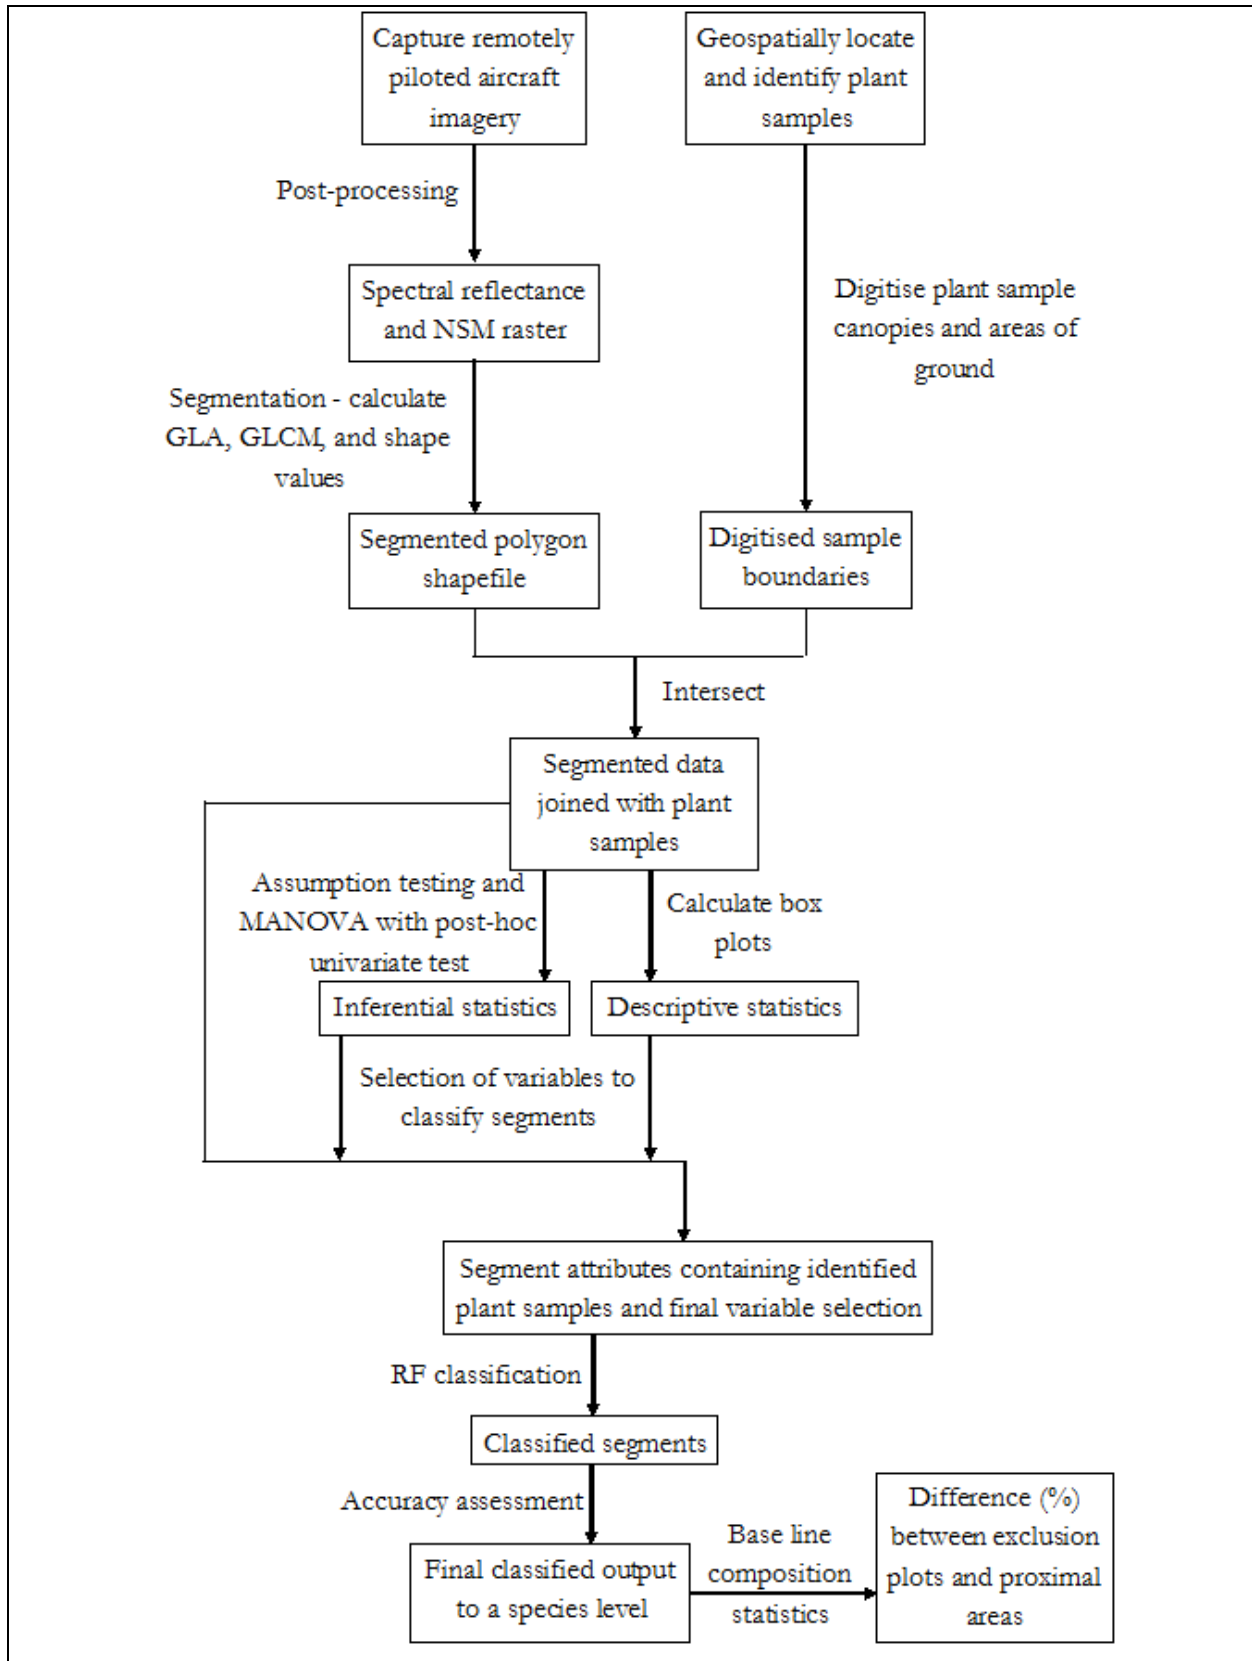 Capture remotely
piloted aircraft
imagery
Geospatially locate
and identify plant
samples
Post-processing
Spectral reflectance
and NSM raster
Digitise plant sample
canopies and areas of
ground
Segmentation - calculate
GLA, GLCM, and shape
values
Segmented polygon
shapefile
Digitised sample
boundaries
Intersect
Segmented data
joined with plant
samples
Assumption testing and
MANOVA with post-hoc
univariate test
Calculate box
plots
Inferential statistics
Descriptive statistics
Selection of variables to
classify segments
Segment attributes containing identified
plant samples and final variable selection
RF classification
Classified segments
Accuracy assessment
Final classified output
to a species level
Base line
composition
statistics
Difference (%)
between exclusion
plots and proximal
areas